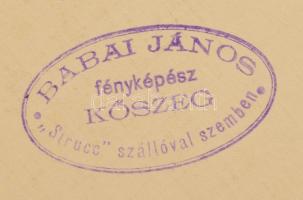 BABAI JÁNOS
fényképész
KŐSZEG
„Strucc” szállóval szemben